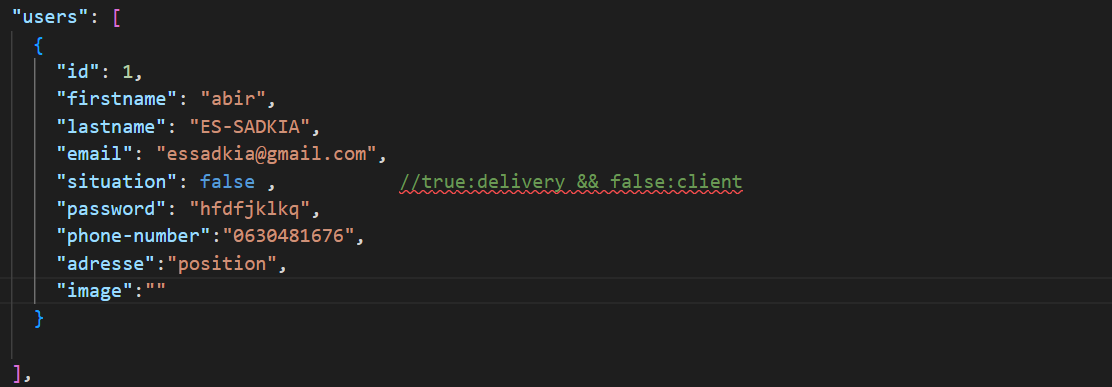 "users": [
{
"id": 1,
"firstname": "abir",
"lastname": "ES-SADKIA",
"email": "essadkia@gmail.com",
"situation": false , //true:delivery && false:client
"password": "hfdfjklkq",
"phone-number":"0630481676",
"adresse":"position",
"image":""
}
],